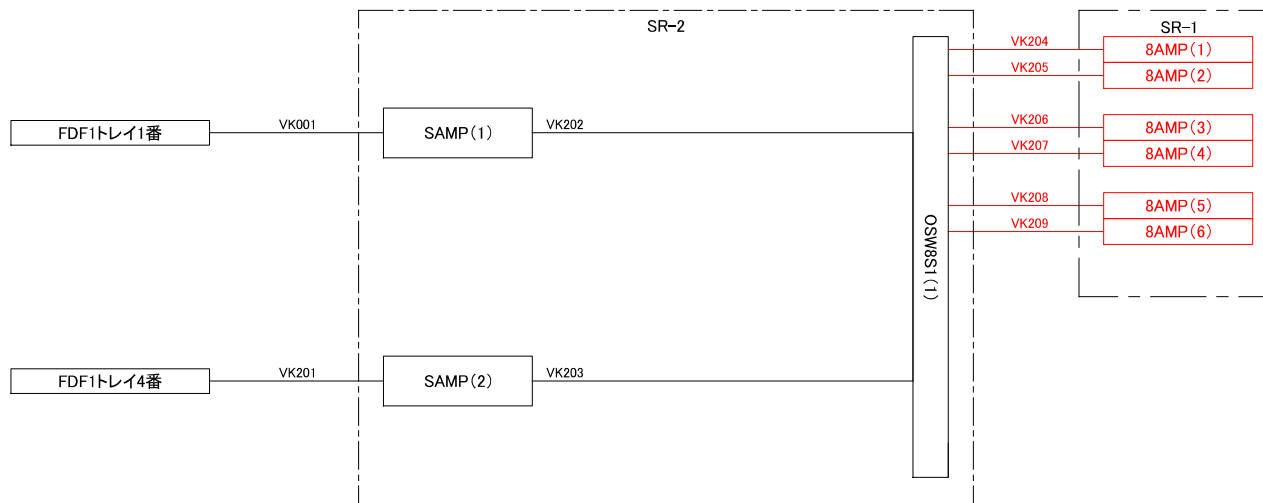 SR-2
SR-1
VK204
8AMP(1)
VK205
8AMP(2)
FDF1トレイ1番
VK001
SAMP(1)
VK202
VK206
8AMP(3)
VK207
8AMP(4)
VK208
8AMP(5)
VK209
8AMP(6)
OSW8S1(1)
FDF1トレイ4番
VK201
SAMP(2)
VK203